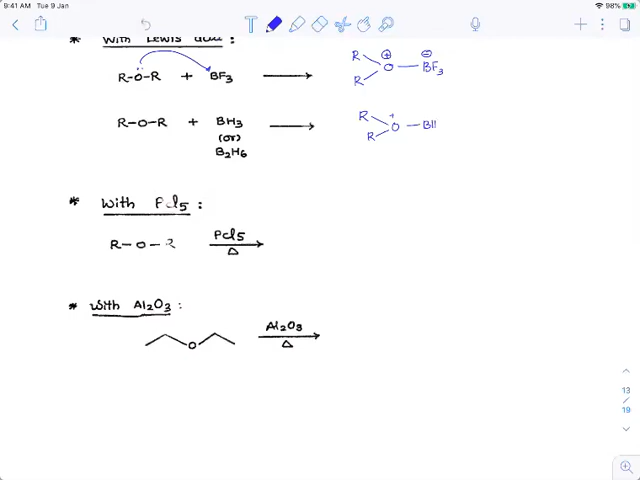 9:41 AM Tue 9 Jan
98%
* With Lewis acid :
R-O-R + BF3 ⟶ R R O⊕ — BF3⊖
R-O-R + BH3 ⟶ R R O+ — BH
(or)
B2H6
* With PCl5 :
R-O-R PCl5 Δ ⟶
* With Al2O3 :
O Al2O3 Δ ⟶
13
/
19